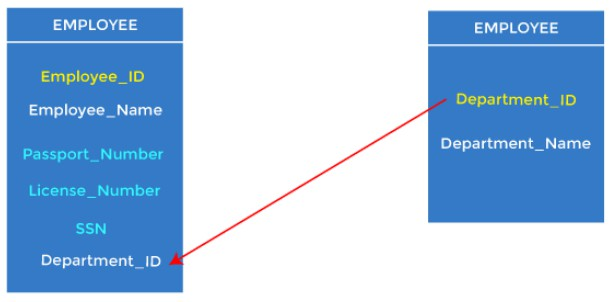 EMPLOYEE
Employee_ID
Employee_Name
Passport_Number
License_Number
SSN
Department_ID
EMPLOYEE
Department_ID
Department_Name